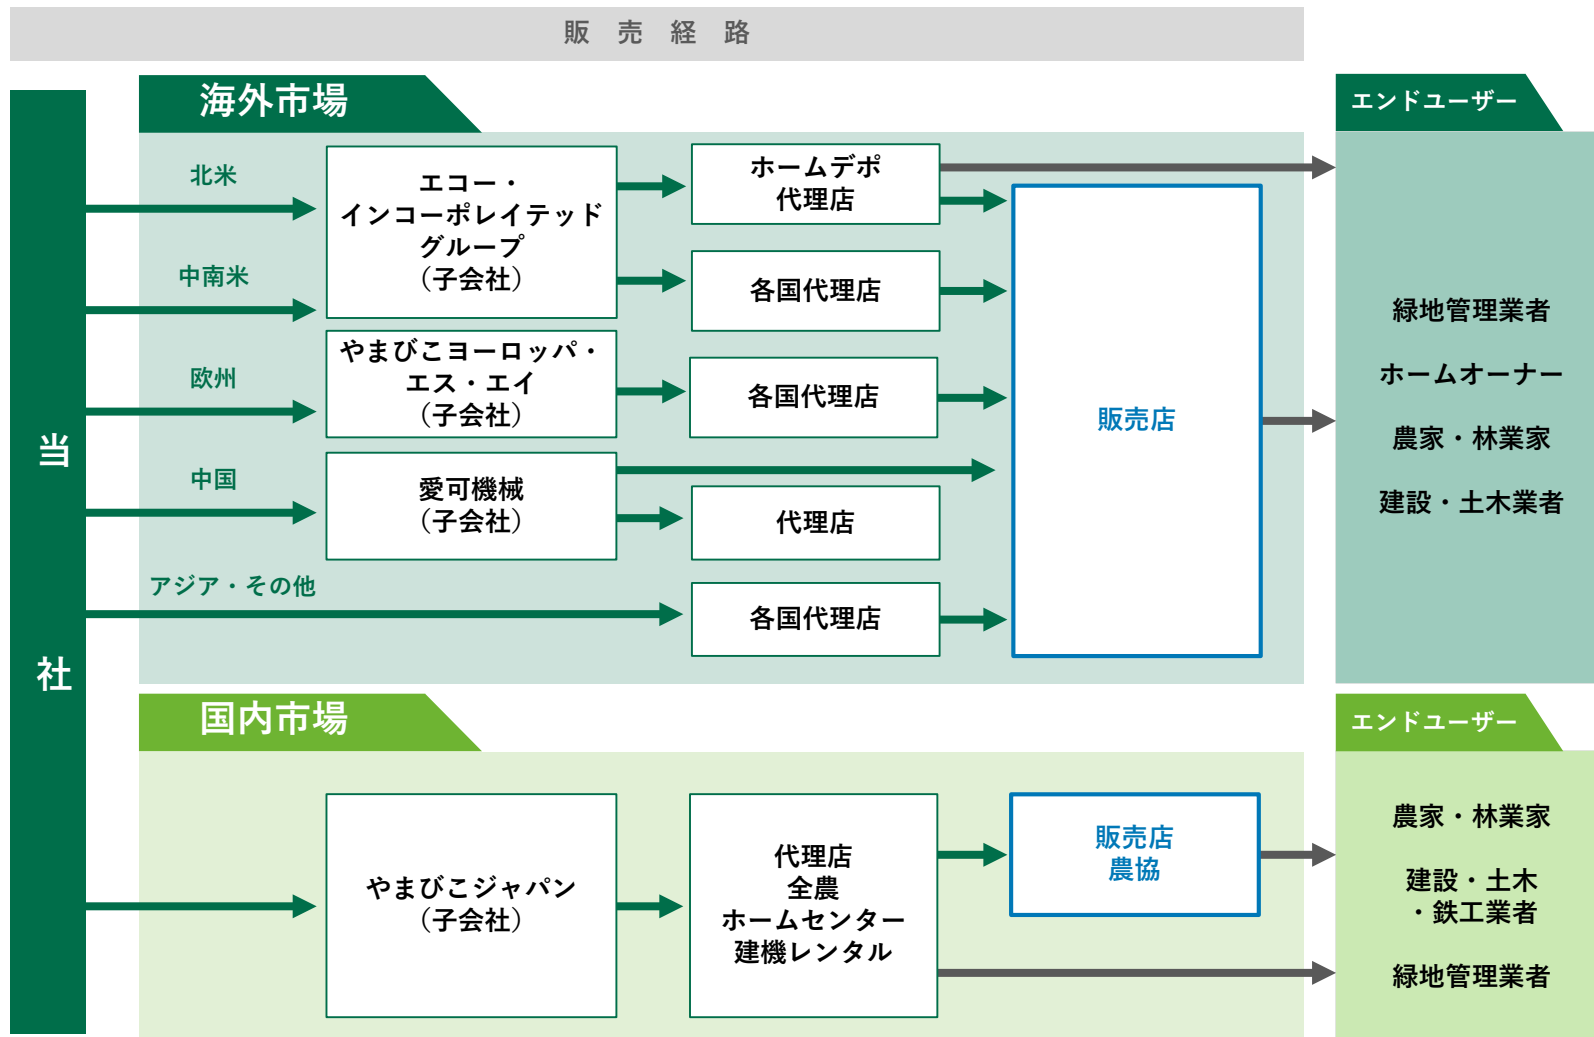 販売経路
当
社
海外市場
北米
中南米
欧州
中国
アジア・その他
エコー・
インコーポレイテッド
グループ
（子会社）
やまびこヨーロッパ・
エス・エイ
（子会社）
愛可機械
（子会社）
ホームデポ
代理店
各国代理店
各国代理店
代理店
各国代理店
販売店
エンドユーザー
緑地管理業者
ホームオーナー
農家・林業家
建設・土木業者
国内市場
やまびこジャパン
（子会社）
代理店
全農
ホームセンター
建機レンタル
販売店
農協
エンドユーザー
農家・林業家
建設・土木
・鉄工業者
緑地管理業者